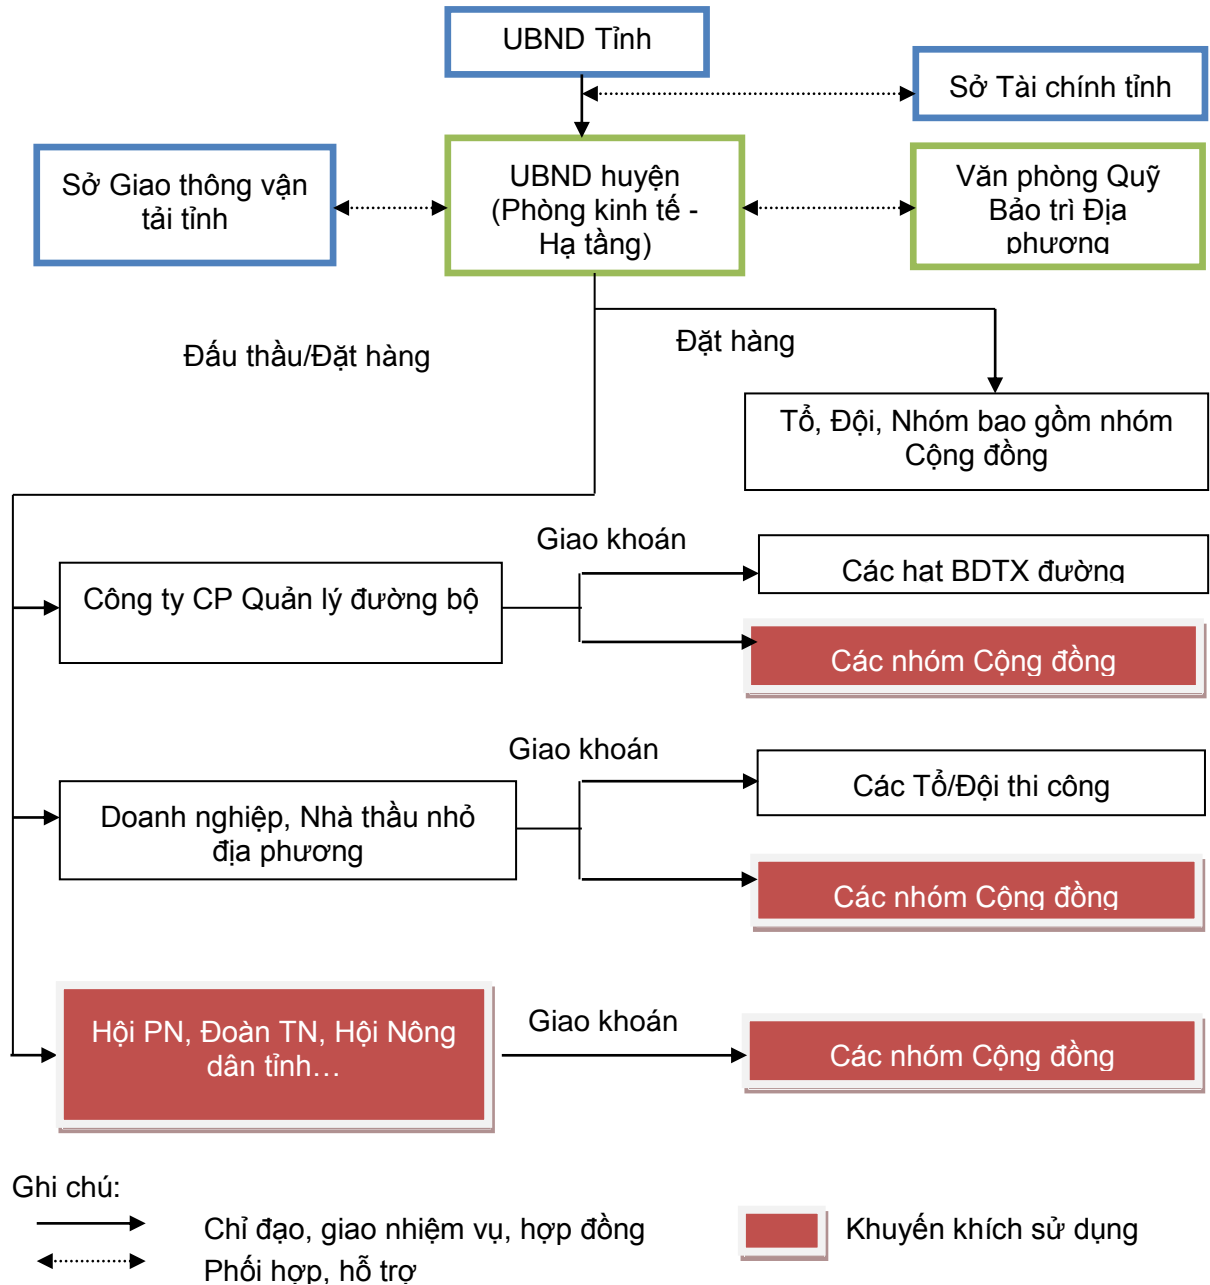 UBND Tỉnh
Sở Tài chính tỉnh
Sở Giao thông vận
tải tỉnh
UBND huyện
(Phòng kinh tế -
Hạ tầng)
Văn phòng Quỹ
Bảo trì Địa
phương
Đấu thầu/Đặt hàng
Đặt hàng
Tổ, Đội, Nhóm bao gồm nhóm
Cộng đồng
Giao khoán
Công ty CP Quản lý đường bộ
Các hat BDTX đường
Các nhóm Cộng đồng
Giao khoán
Doanh nghiệp, Nhà thầu nhỏ
địa phương
Các Tổ/Đội thi công
Các nhóm Cộng đồng
Hội PN, Đoàn TN, Hội Nông
dân tỉnh…
Giao khoán
Các nhóm Cộng đồng
Ghi chú:
Chỉ đạo, giao nhiệm vụ, hợp đồng
Khuyến khích sử dụng
Phối hợp, hỗ trợ